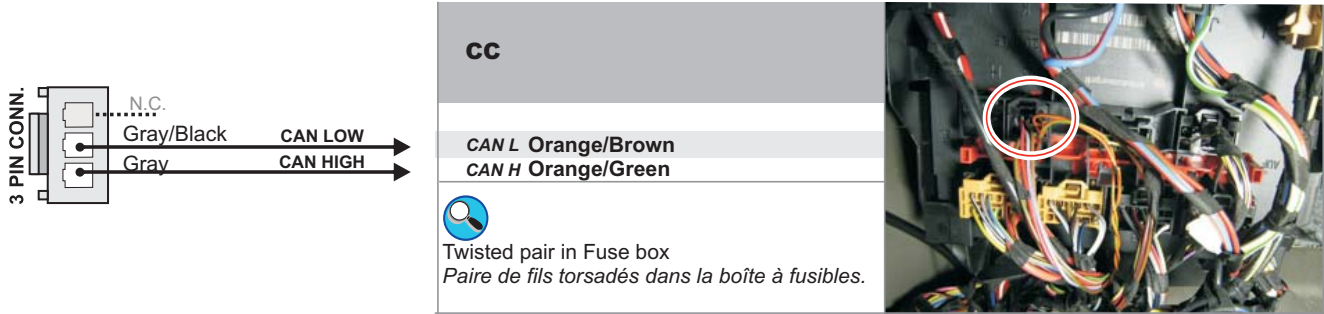 3 PIN CONN.
N.C.
Gray/Black CAN LOW
Gray CAN HIGH
CC
CAN L Orange/Brown
CAN H Orange/Green
Twisted pair in Fuse box
Paire de fils torsadés dans la boîte à fusibles.